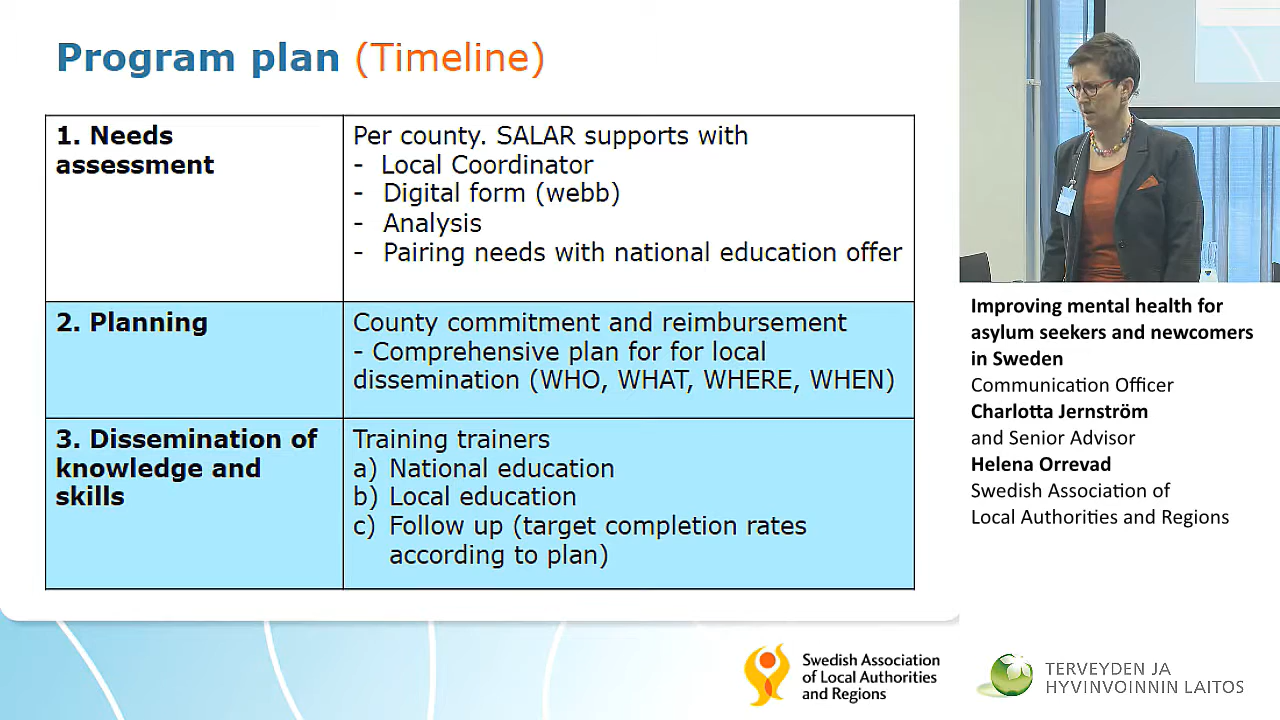 Program plan (Timeline)
1. Needs
assessment
Per county. SALAR supports with
- Local Coordinator
- Digital form (webb)
- Analysis
- Pairing needs with national education offer
2. Planning
County commitment and reimbursement
- Comprehensive plan for for local
dissemination (WHO, WHAT, WHERE, WHEN)
3. Dissemination of
knowledge and
skills
Training trainers
a) National education
b) Local education
c) Follow up (target completion rates
according to plan)
Improving mental health for
asylum seekers and newcomers
in Sweden
Communication Officer
Charlotta Jernström
and Senior Advisor
Helena Orrevad
Swedish Association of
Local Authorities and Regions
Swedish Association
of Local Authorities
and Regions
TERVEYDEN JA
HYVINVOINNIN LAITOS